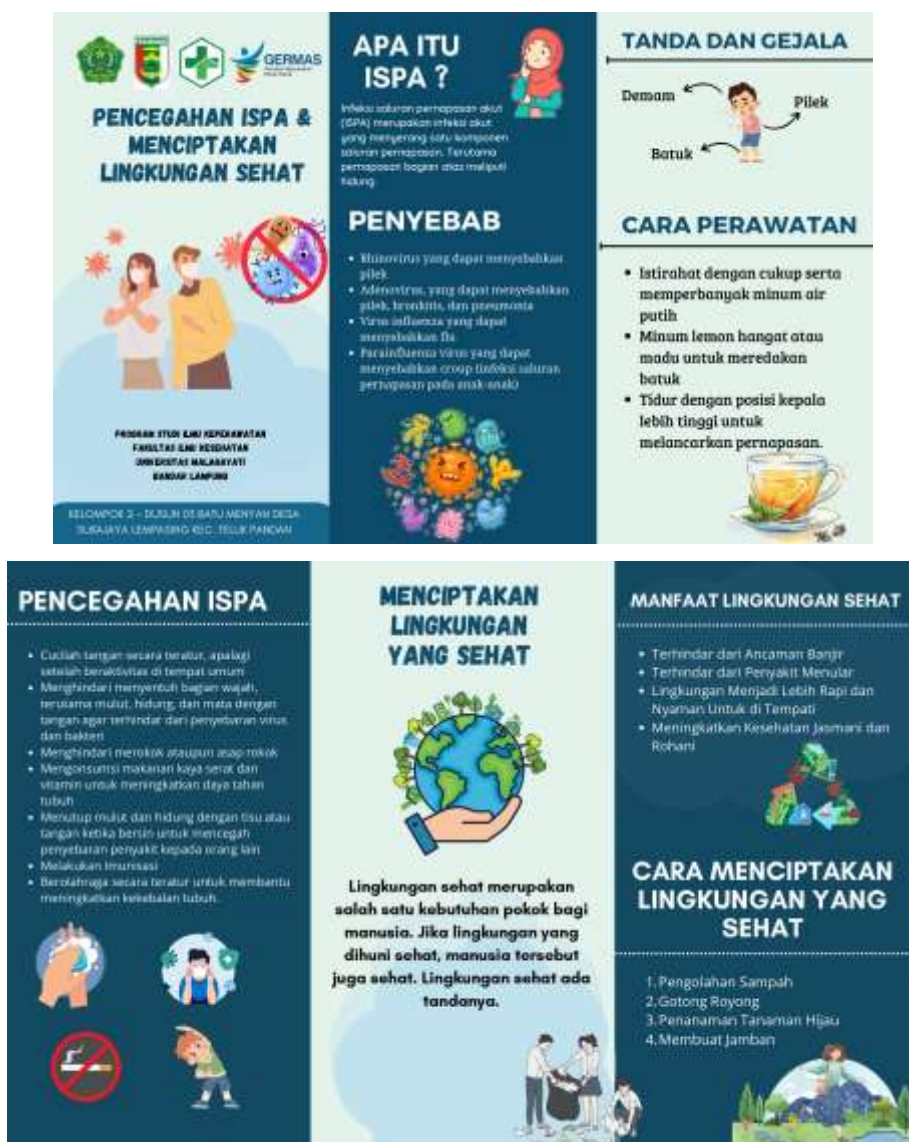 GERMAS
PENCEGAHAN ISPA &
MENCIPTAKAN
LINGKUNGAN SEHAT
PROGRAM STUDI ILMU KEPERAWATAN
FAKULTAS ILMU KESEHATAN
UNIVERSITAS MALAHAYATI
BANDAR LAMPUNG
KELOMPOK 2 – DUSUN 05 BATU MENYAN DESA
SUKAJAYA LEMPASING KEC. TELUK PANDAN
APA ITU
ISPA ?
Infeksi saluran pernapasan akut
(ISPA) merupakan infeksi akut
yang menyerang satu komponen
saluran pernapasan. Terutama
pernapasan bagian atas meliputi
hidung.
PENYEBAB
• Rhinovirus yang dapat menyebabkan
pilek
• Adenovirus, yang dapat menyebabkan
pilek, bronkitis, dan pneumonia
• Virus influenza yang dapat
menyebabkan flu
• Parainfluenza virus yang dapat
menyebabkan croup (infeksi saluran
pernapasan pada anak-anak)
TANDA DAN GEJALA
Demam
Pilek
Batuk
CARA PERAWATAN
• Istirahat dengan cukup serta
memperbanyak minum air
putih
• Minum lemon hangat atau
madu untuk meredakan
batuk
• Tidur dengan posisi kepala
lebih tinggi untuk
melancarkan pernapasan.
PENCEGAHAN ISPA
• Cucilah tangan secara teratur, apalagi
setelah beraktivitas di tempat umum
• Menghindari menyentuh bagian wajah,
terutama mulut, hidung, dan mata dengan
tangan agar terhindar dari penyebaran virus
dan bakteri
• Menghindari merokok ataupun asap rokok
• Mengonsumsi makanan kaya serat dan
vitamin untuk meningkatkan daya tahan
tubuh
• Menutup mulut dan hidung dengan tisu atau
tangan ketika bersin untuk mencegah
penyebaran penyakit kepada orang lain
• Melakukan Imunisasi
• Berolahraga secara teratur untuk membantu
meningkatkan kekebalan tubuh.
MENCIPTAKAN
LINGKUNGAN
YANG SEHAT
Lingkungan sehat merupakan
salah satu kebutuhan pokok bagi
manusia. Jika lingkungan yang
dihuni sehat, manusia tersebut
juga sehat. Lingkungan sehat ada
tandanya.
MANFAAT LINGKUNGAN SEHAT
• Terhindar dari Ancaman Banjir
• Terhindar dari Penyakit Menular
• Lingkungan Menjadi Lebih Rapi dan
Nyaman Untuk di Tempati
• Meningkatkan Kesehatan Jasmani dan
Rohani
CARA MENCIPTAKAN
LINGKUNGAN YANG
SEHAT
1. Pengolahan Sampah
2. Gotong Royong
3. Penanaman Tanaman Hijau
4. Membuat Jamban